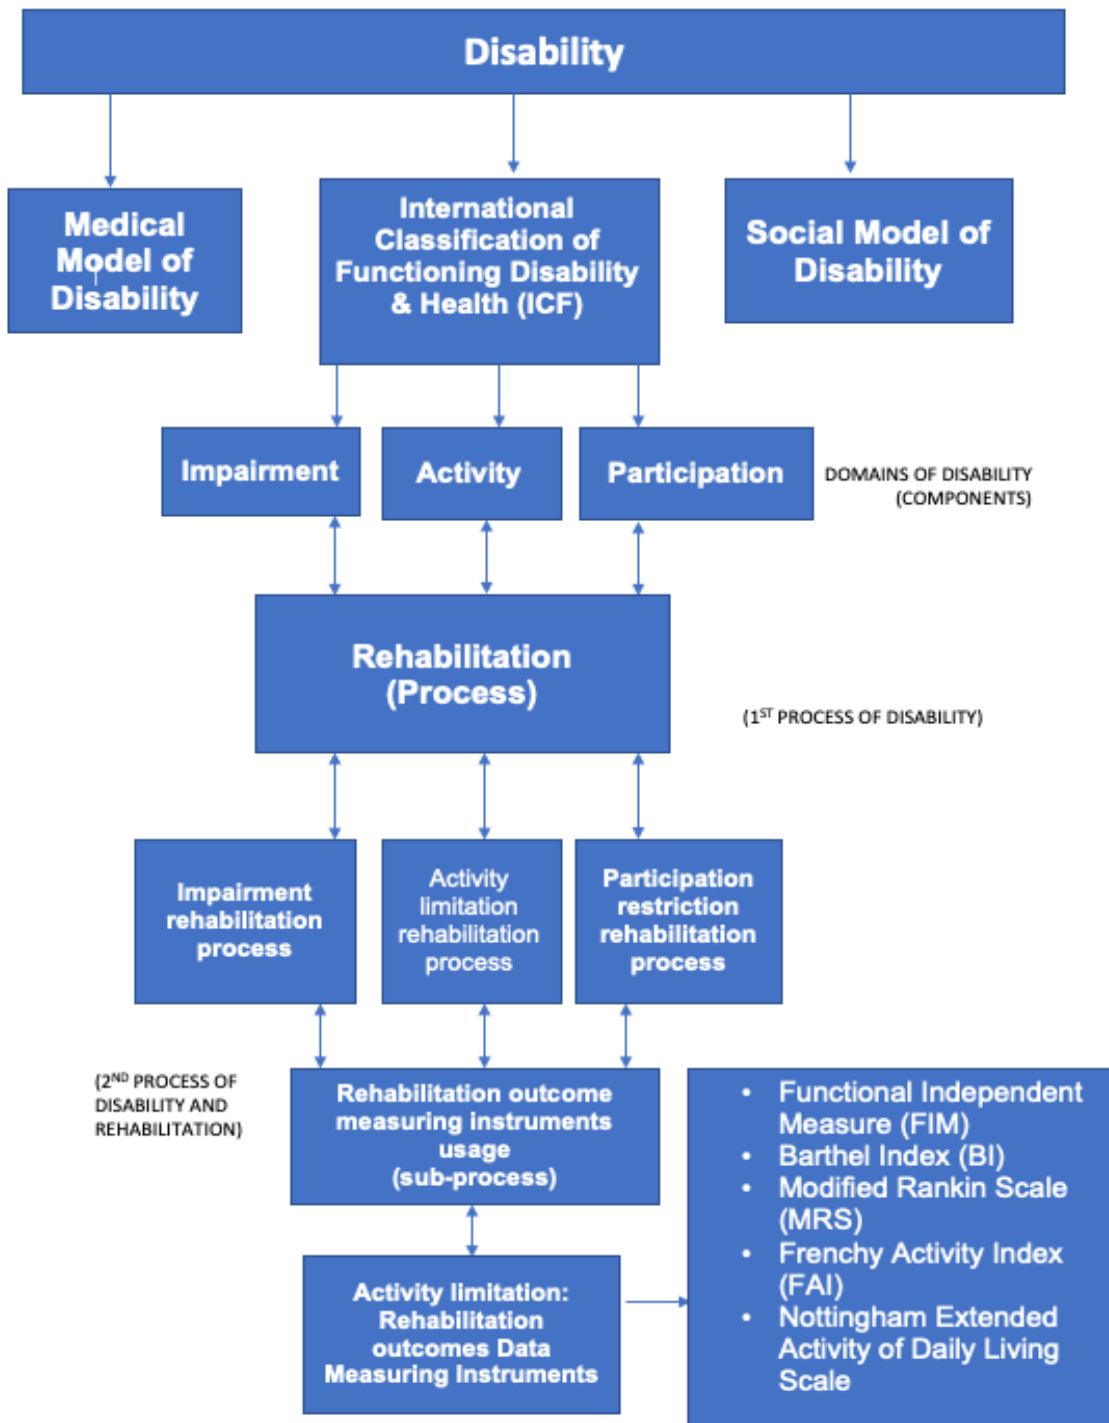 Disability
Medical
Model of
Disability
International
Classification of
Functioning Disability
& Health (ICF)
Social Model of
Disability
Impairment
Activity
Participation
DOMAINS OF DISABILITY
(COMPONENTS)
Rehabilitation
(Process)
(1ST PROCESS OF DISABILITY)
Impairment
rehabilitation
process
Activity
limitation
rehabilitation
process
Participation
restriction
rehabilitation
process
(2ND PROCESS OF
DISABILITY AND
REHABILITATION)
Rehabilitation outcome
measuring instruments
usage
(sub-process)
• Functional Independent
Measure (FIM)
• Barthel Index (BI)
• Modified Rankin Scale
(MRS)
• Frenchy Activity Index
(FAI)
• Nottingham Extended
Activity of Daily Living
Scale
Activity limitation:
Rehabilitation
outcomes Data
Measuring Instruments